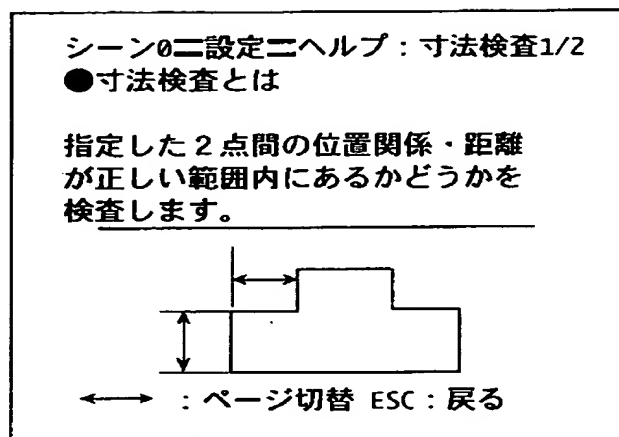 シーン0二設定二ヘルプ：寸法検査1/2
●寸法検査とは
指定した２点間の位置関係・距離
が正しい範囲内にあるかどうかを
検査します。
←→ ：ページ切替 ESC：戻る